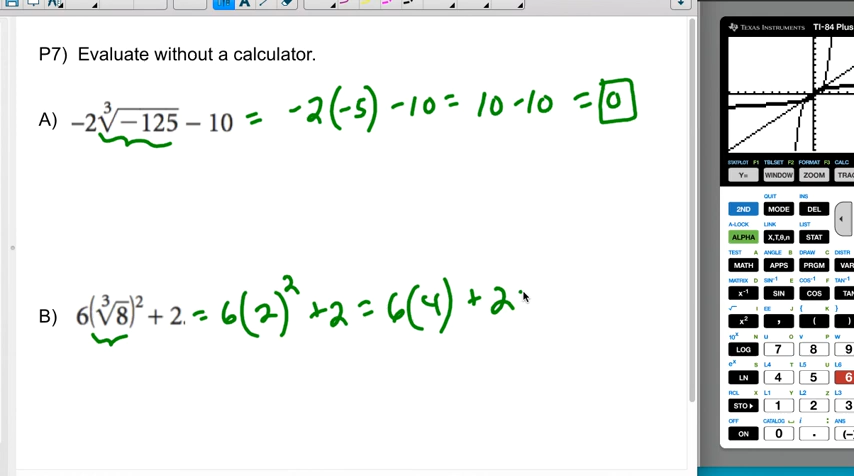 P7) Evaluate without a calculator.
A) −2∛−125 − 10 = -2(-5) -10 = 10 -10 = 0
B) 6(∛8)² + 2. = 6(2)² +2 = 6(4) + 2
TEXAS INSTRUMENTS TI-84 Plus
STATPLOT F1 TBLSET F2 FORMAT F3 CALC
Y= WINDOW ZOOM TRAC
QUIT INS
2ND MODE DEL
A-LOCK LINK LIST
ALPHA X,T,θ,n STAT
TEST A ANGLE B DRAW C DISTR
MATH APPS PRGM VAR
MATRIX D SIN⁻¹ E COS⁻¹ F TAN⁻¹
x⁻¹ SIN COS TAN
√ I EE J { K }
x² , ( )
10ˣ N u O v P w
LOG 7 8 9
eˣ S L4 T L5 U L6
LN 4 5 6
RCL X L1 Y L2 Z L3
STO▸ 1 2 3
OFF CATALOG i : ANS
ON 0 . (−